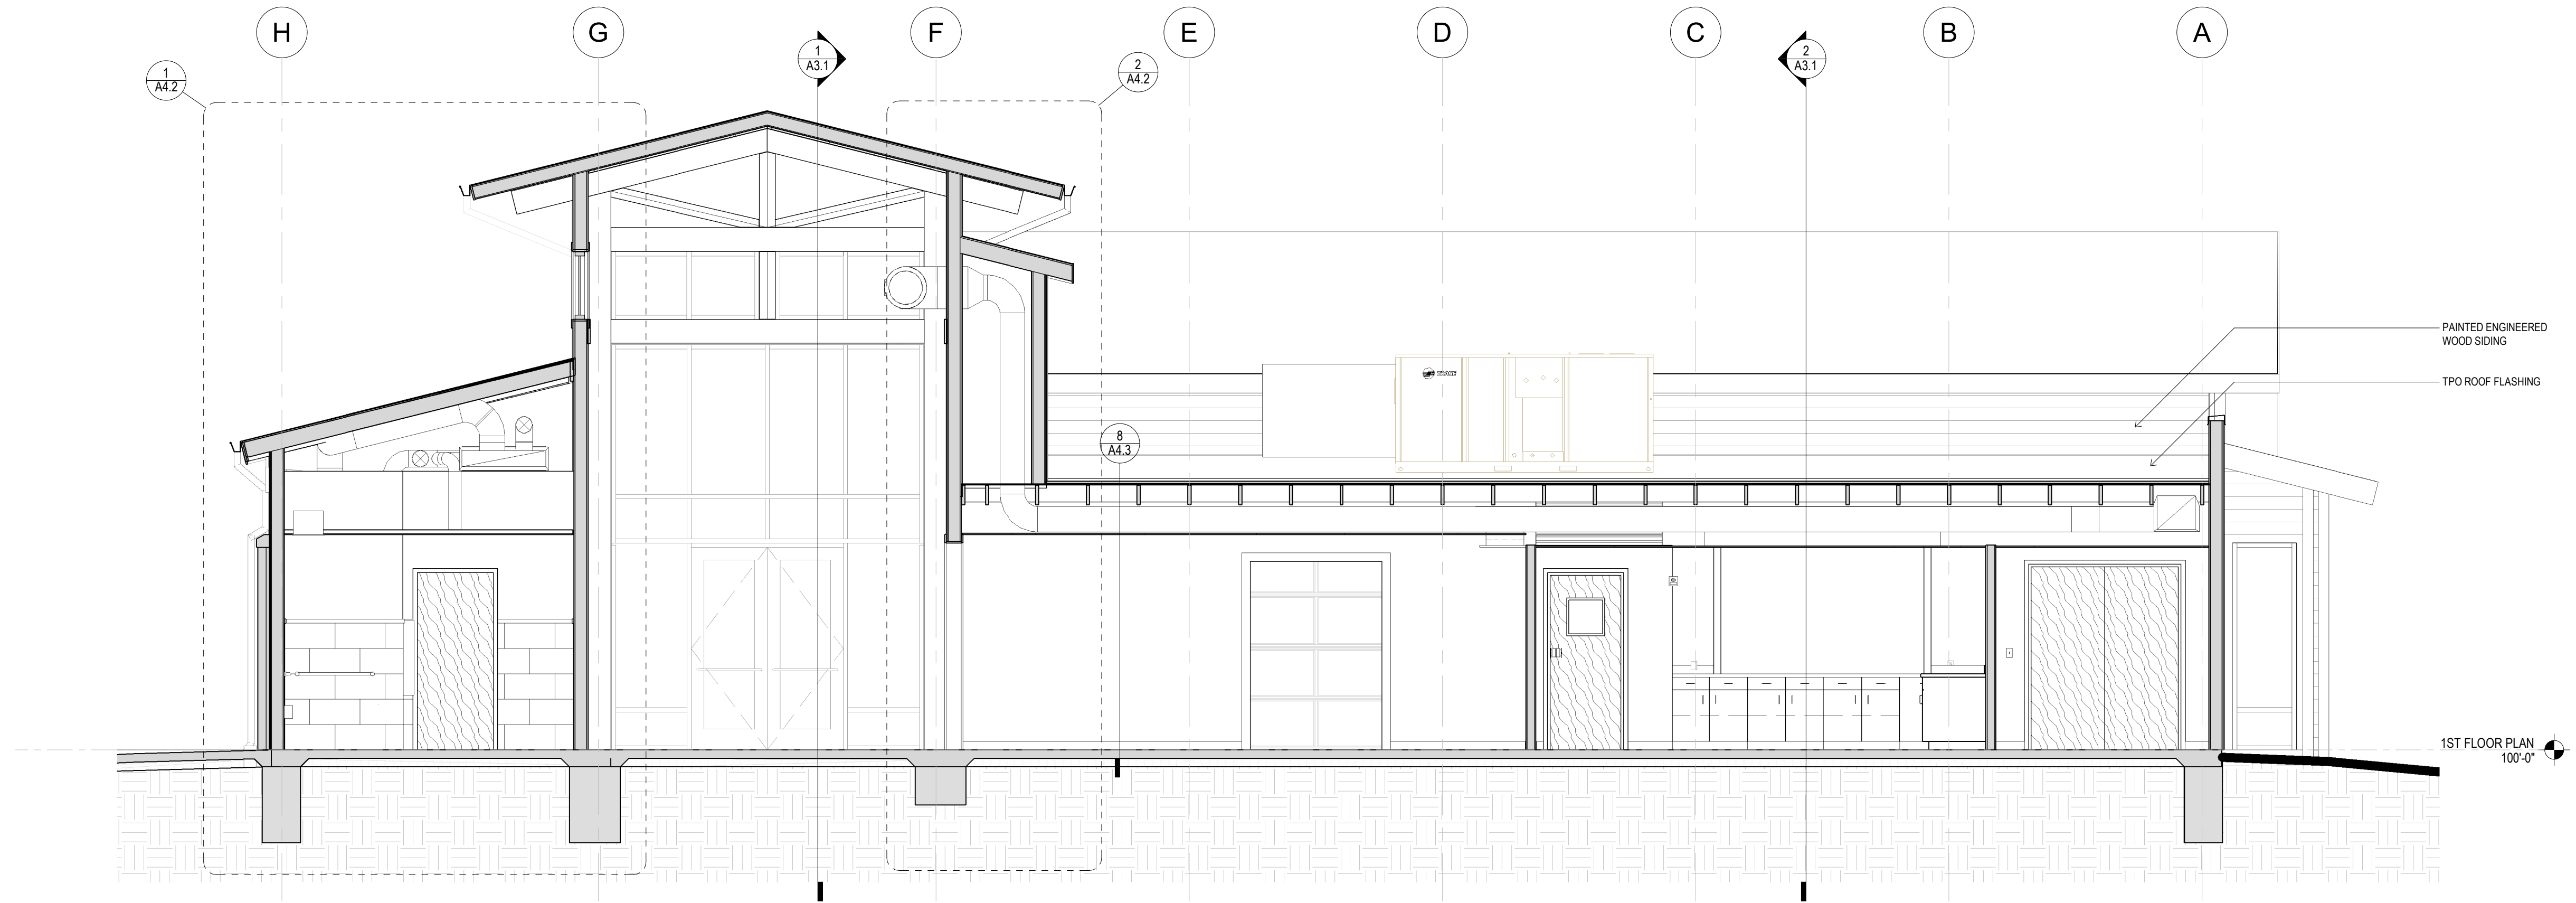 H
G
F
E
D
C
B
A
1
A4.2
1
A3.1
2
A4.2
2
A3.1
PAINTED ENGINEERED
WOOD SIDING
TRANE
TPO ROOF FLASHING
8
A4.3
1ST FLOOR PLAN
100'-0"